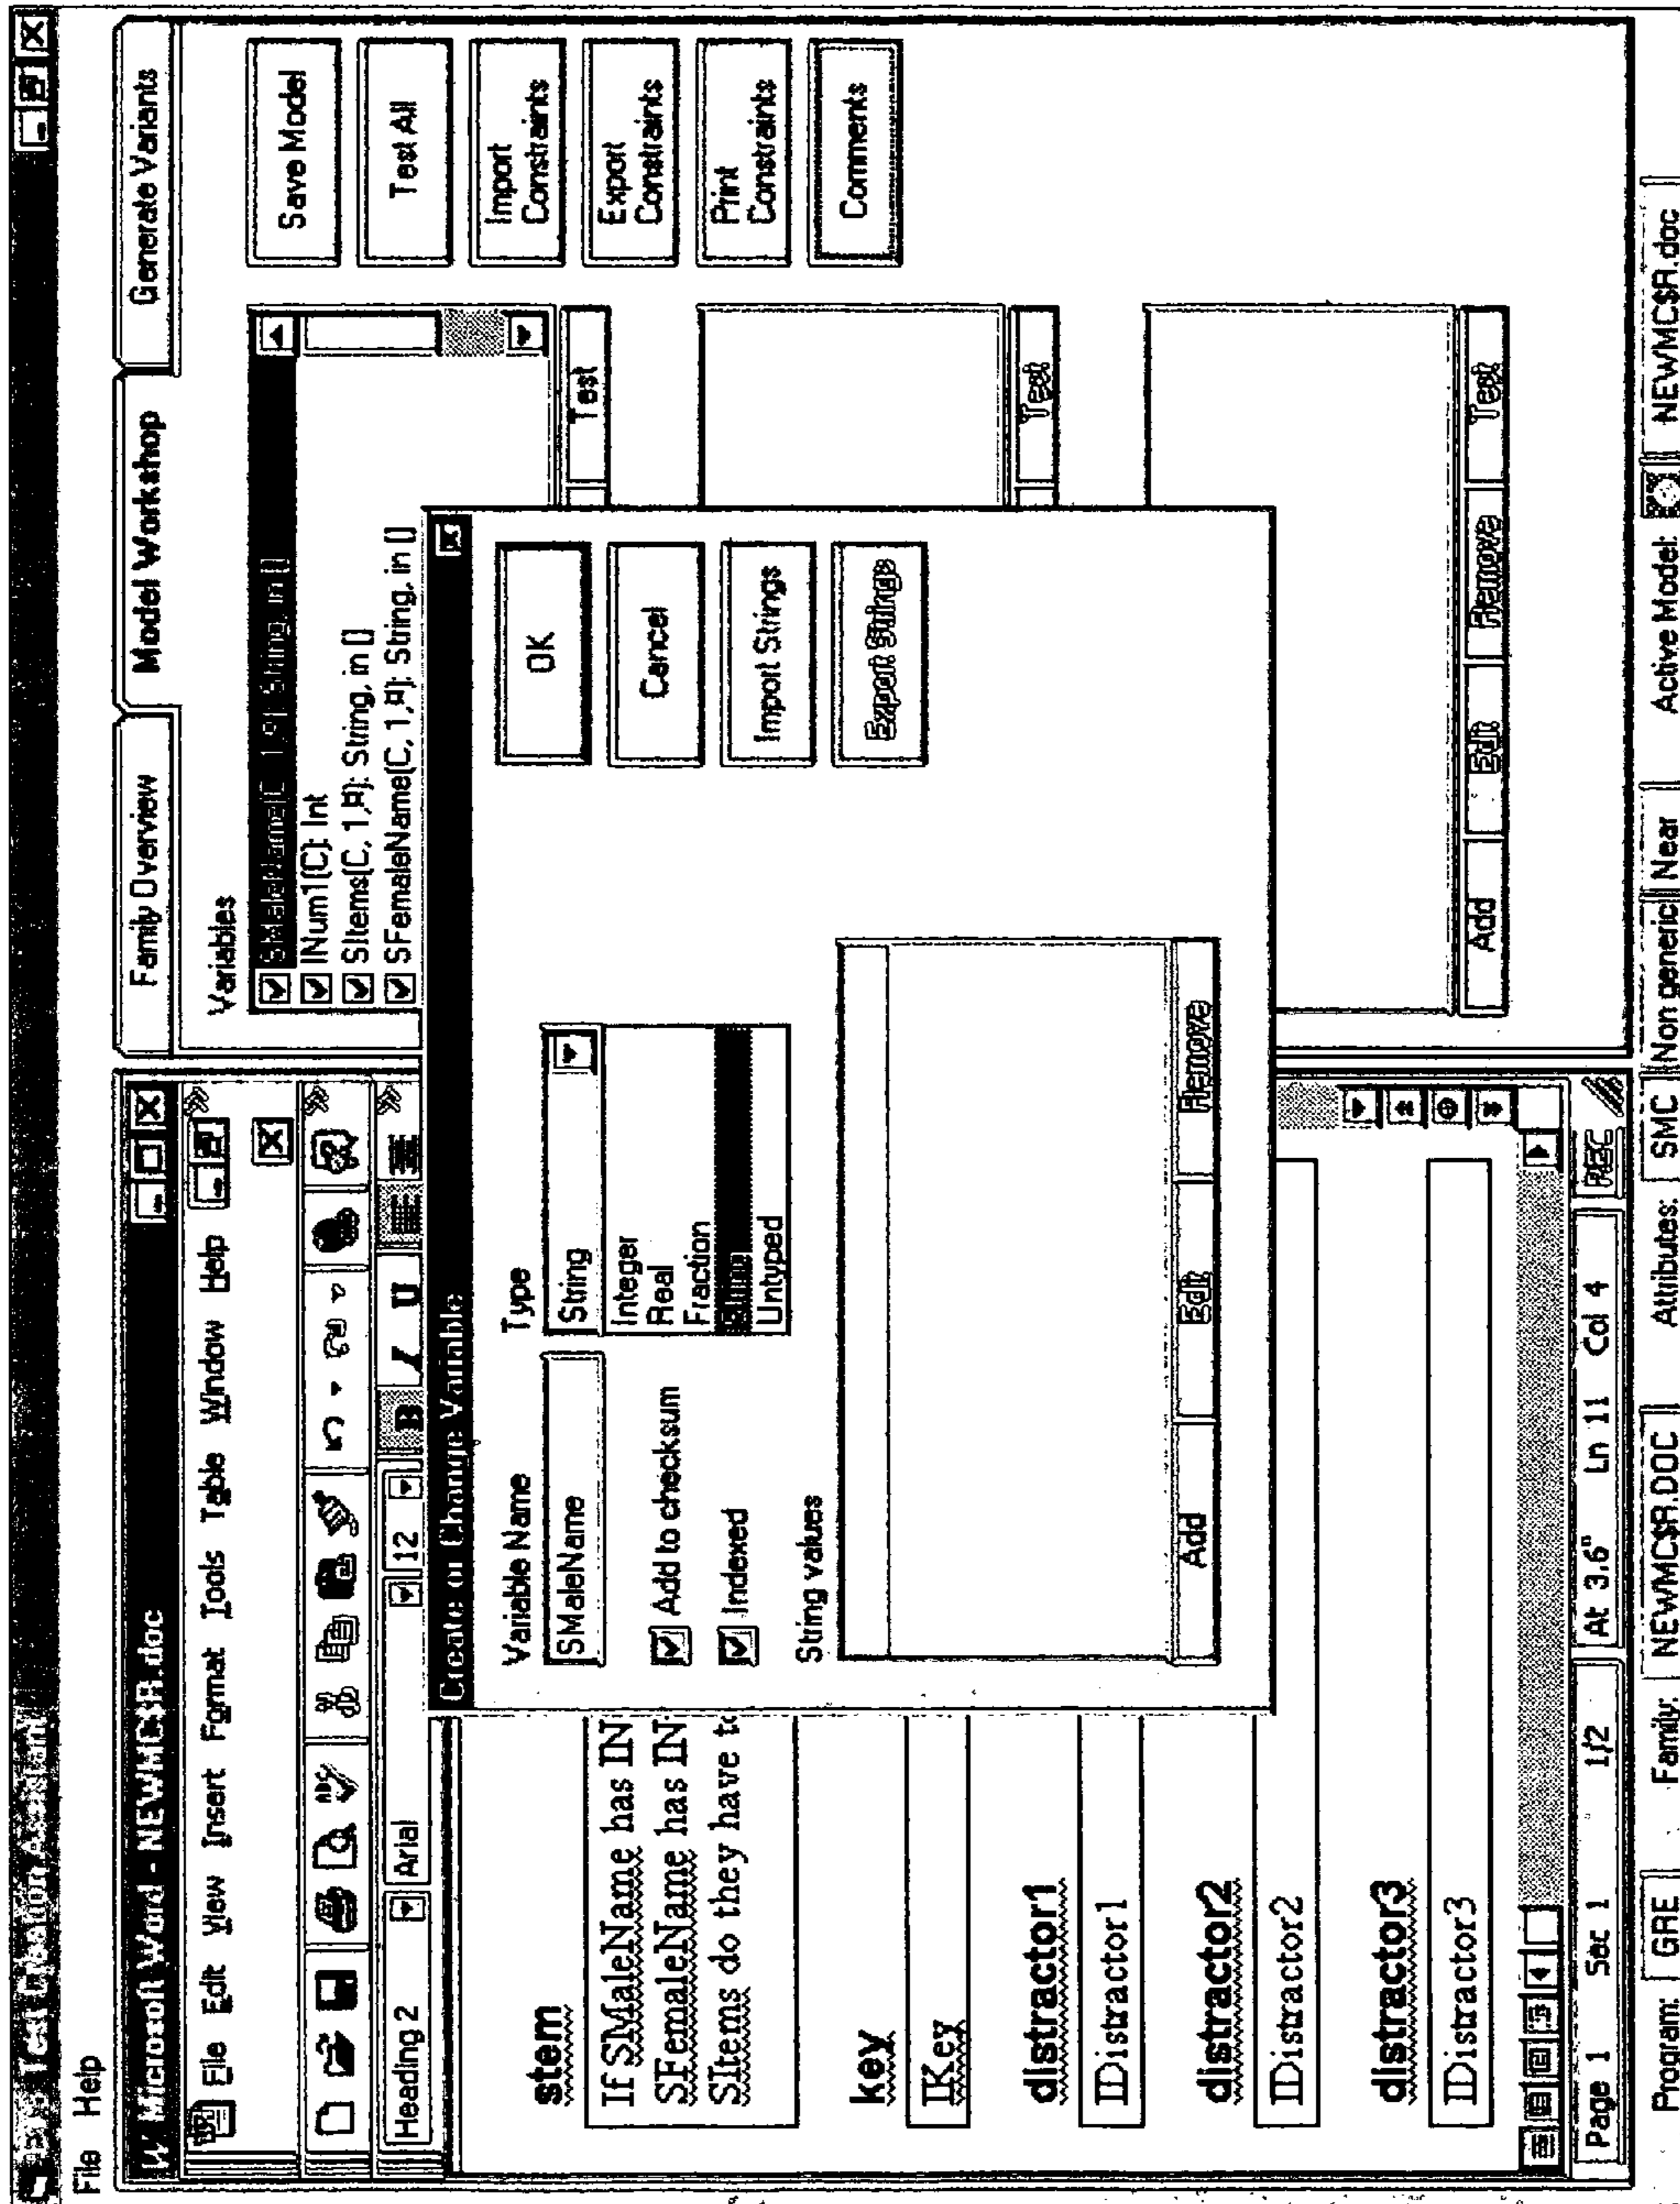 File Help
Microsoft Word - NEWMC$R.doc
File Edit View Insert Format Tools Table Window Help
Heading 2 Arial 12 B I U
stem
If SMaleName has IN
SFemaleName has IN
SItems do they have to
key
IKey
distractor1
IDistractor1
distractor2
IDistractor2
distractor3
IDistractor3
Page 1 Sec 1 1/2 At 3.6" Ln 11 Col 4 REC
Family Overview Model Workshop Generate Variants
Variables
INum1(C): Int
String, in []
String, in []
Test
Save Model
Test All
Import
Constraints
Export
Constraints
Print
Constraints
Comments
Test
Add Edit Remove Test
Create or Change Variable
Variable Name
SMaleName
Type
String
Integer
Real
Fraction
String
Untyped
Add to checksum
Indexed
String values
Add Edit Remove
OK
Cancel
Import Strings
Export Strings
Program: GRE Family: NEWMC$R.DOC Attributes: SMC Non generic Near Active Model: NEWMC$R.doc